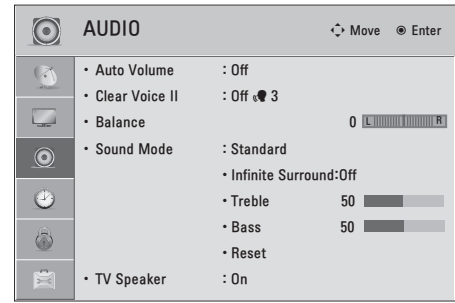 AUDIO Move Enter
• Auto Volume : Off
• Clear Voice II : Off 3
• Balance 0 L R
• Sound Mode : Standard
• Infinite Surround:Off
• Treble 50
• Bass 50
• Reset
• TV Speaker : On